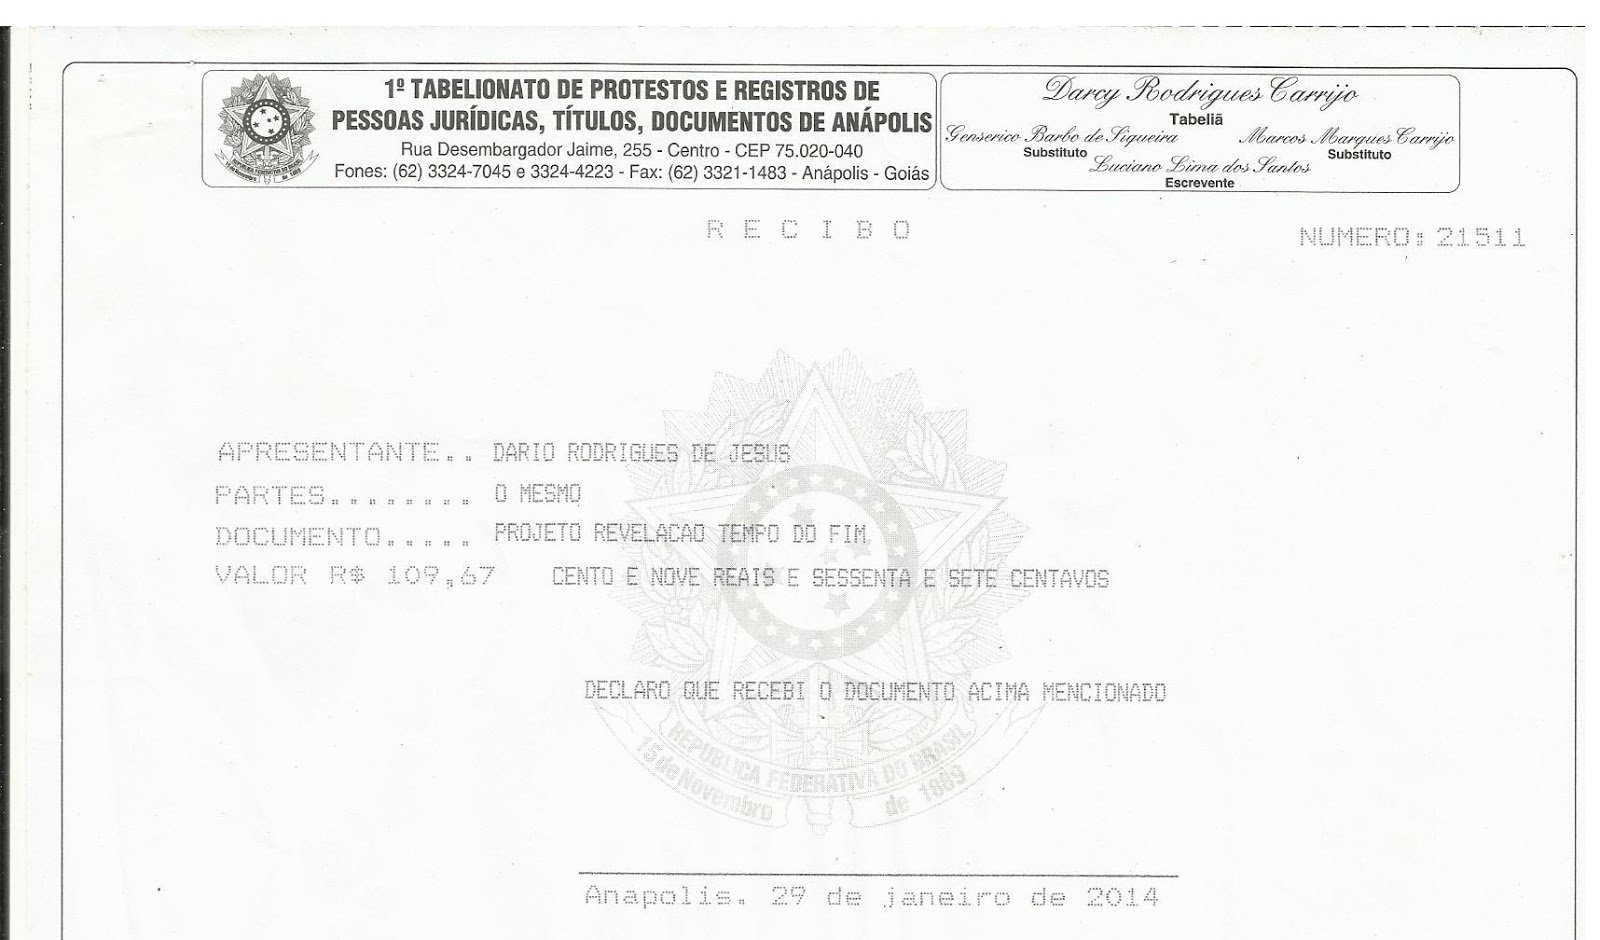 1º TABELIONATO DE PROTESTOS E REGISTROS DE
PESSOAS JURÍDICAS, TÍTULOS, DOCUMENTOS DE ANÁPOLIS
Rua Desembargador Jaime, 255 - Centro - CEP 75.020-040
Fones: (62) 3324-7045 e 3324-4223 - Fax: (62) 3321-1483 - Anápolis - Goiás
Darcy Rodrigues Carrijo
Tabeliã
Genserico Barbo de Siqueira Marcos Marques Carrijo
Substituto Substituto
Luciano Lima dos Santos
Escrevente
R E C I B O
NUMERO: 21511
APRESENTANTE.. DARIO RODRIGUES DE JESUS
PARTES........ O MESMO
DOCUMENTO..... PROJETO REVELACAO TEMPO DO FIM
VALOR R$ 109,67 CENTO E NOVE REAIS E SESSENTA E SETE CENTAVOS
DECLARO QUE RECEBI O DOCUMENTO ACIMA MENCIONADO
REPUBLICA FEDERATIVA DO BRASIL
15 de Novembro de 1889
Anapolis. 29 de janeiro de 2014